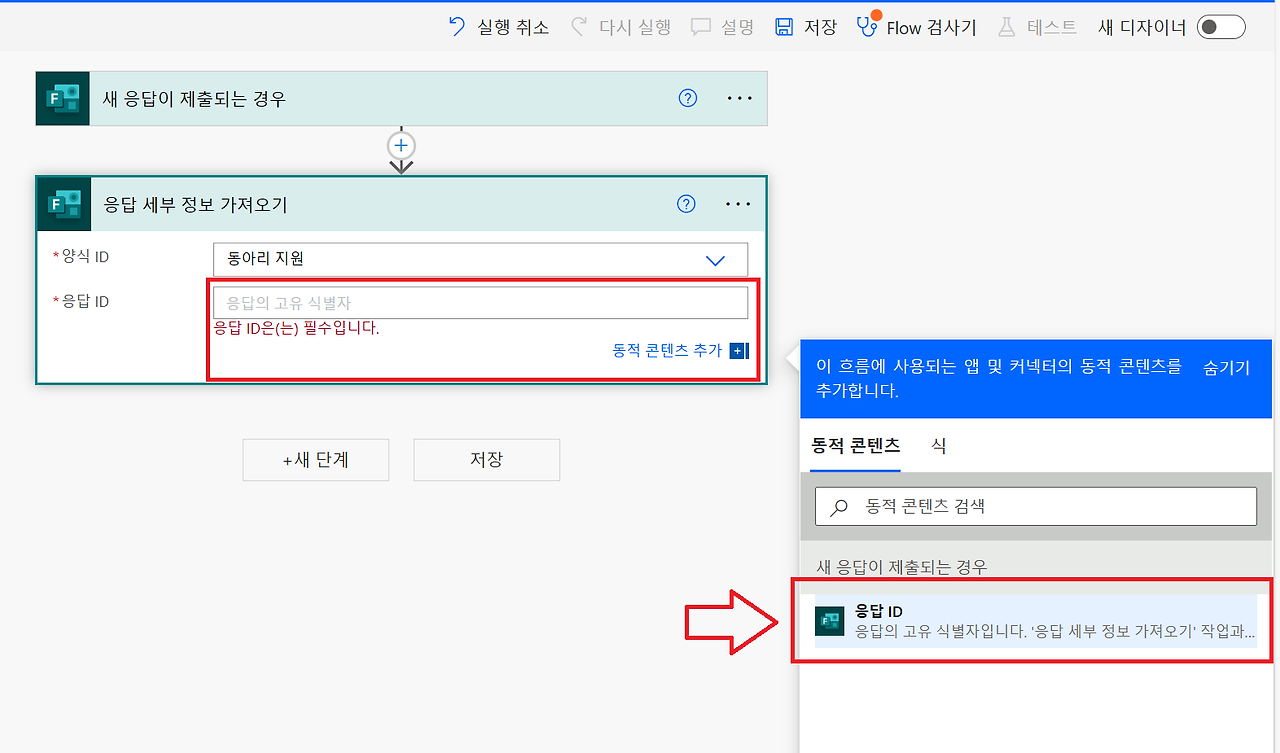 실행 취소 다시 실행 설명 저장 Flow 검사기 테스트 새 디자이너
F 새 응답이 제출되는 경우 ? ···
+
F 응답 세부 정보 가져오기 ? ···
*양식 ID 동아리 지원
*응답 ID 응답의 고유 식별자
응답 ID은(는) 필수입니다.
동적 콘텐츠 추가 +
+새 단계 저장
이 흐름에 사용되는 앱 및 커넥터의 동적 콘텐츠를 숨기기
추가합니다.
동적 콘텐츠 식
동적 콘텐츠 검색
새 응답이 제출되는 경우
F 응답 ID
응답의 고유 식별자입니다. '응답 세부 정보 가져오기' 작업과...